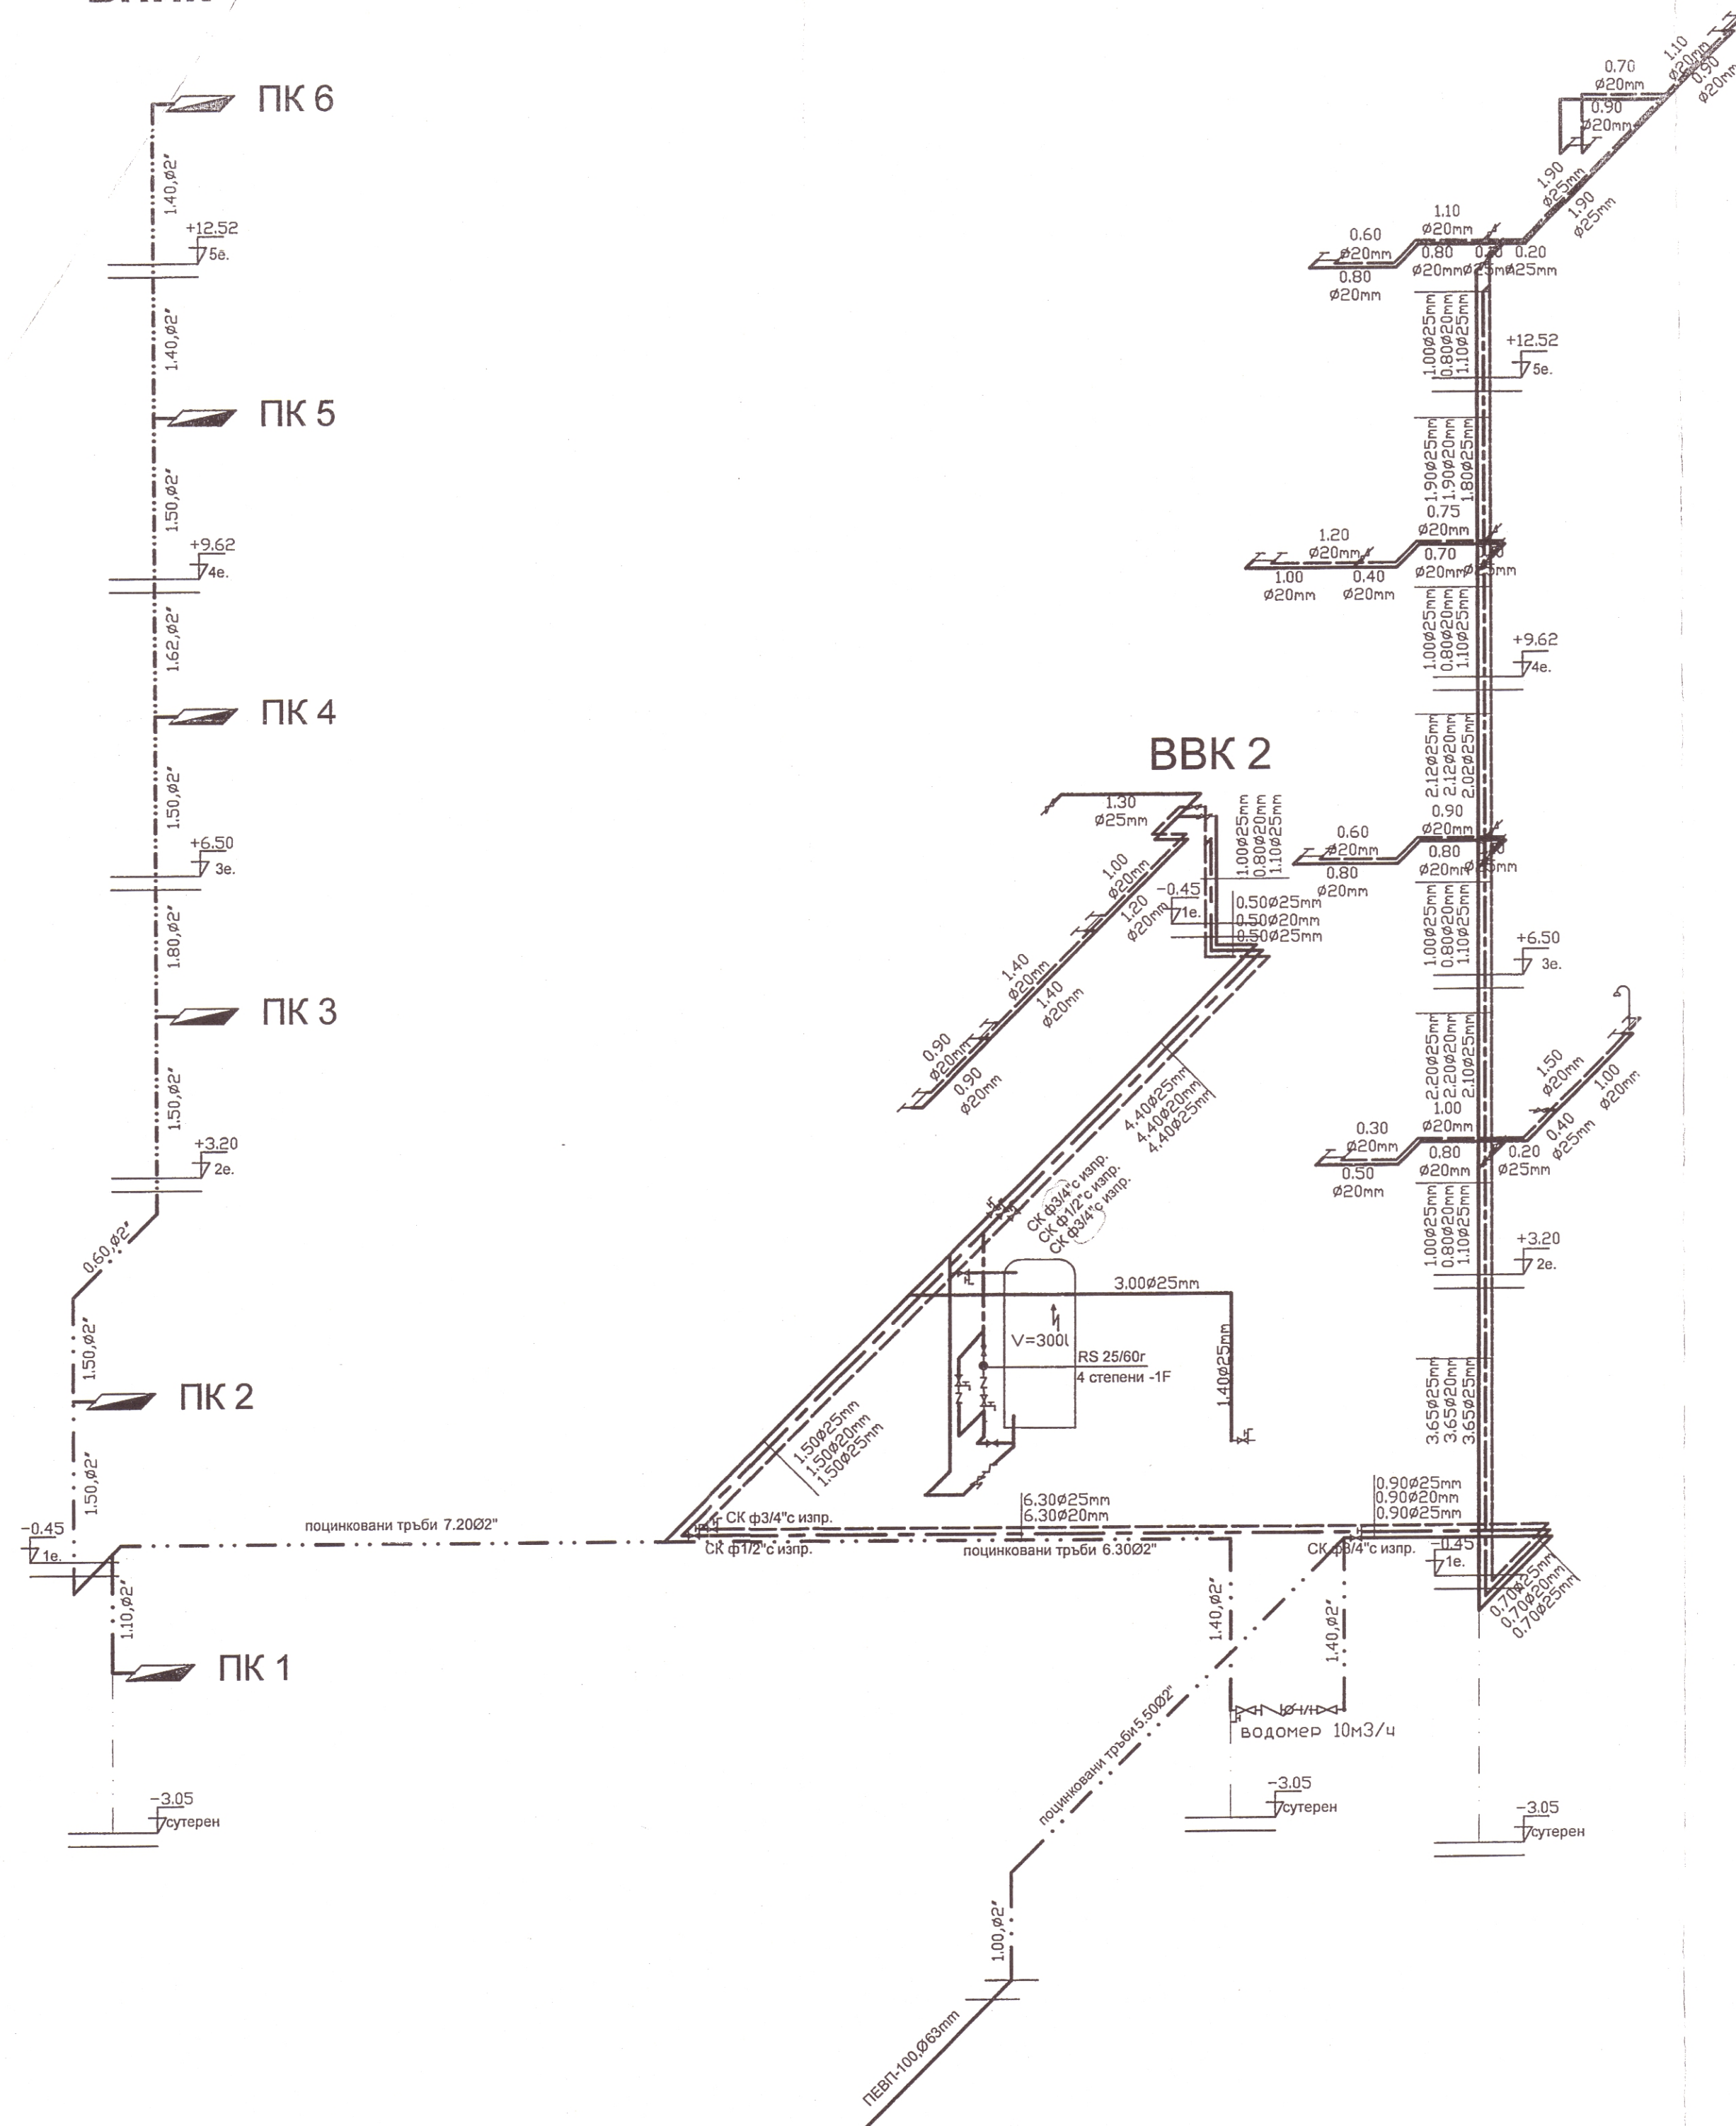 ПК 6
1.40,ø2"
+12.52
5е.
1.40,ø2"
ПК 5
1.50,ø2"
+9.62
4е.
1.62,ø2"
ПК 4
1.50,ø2"
+6.50
3е.
1.80,ø2"
ПК 3
1.50,ø2"
+3.20
2е.
0.60,ø2"
1.50,ø2"
ПК 2
1.50,ø2"
-0.45
1е.
1.10,ø2"
ПК 1
-3.05
сутерен
поцинковани тръби 7.20Ø2"
ВВК 2
1.30
ø25mm
1.00ø25mm
0.80ø20mm
1.10ø25mm
-0.45
1е.
0.50ø25mm
0.50ø20mm
0.50ø25mm
1.00
ø20mm
1.20
ø20mm
1.40
ø20mm
1.40
ø20mm
0.90
ø20mm
0.90
ø20mm
4.40ø25mm
4.40ø20mm
4.40ø25mm
СК ф3/4"с изпр.
СК ф1/2"с изпр.
СК ф3/4"с изпр.
3.00ø25mm
V=300l
RS 25/60r
4 степени -1F
1.40ø25mm
1.50ø25mm
1.50ø20mm
1.50ø25mm
СК ф3/4"с изпр.
СК ф1/2"с изпр.
6.30ø25mm
6.30ø20mm
поцинковани тръби 6.30Ø2"
0.90ø25mm
0.90ø20mm
0.90ø25mm
СК ф3/4"с изпр.
-0.45
1е.
0.70ø25mm
0.70ø20mm
0.70ø25mm
1.40,ø2"
1.40,ø2"
водомер 10м3/ч
-3.05
сутерен
-3.05
сутерен
поцинковани тръби5.50Ø2"
1.00,ø2"
ПЕВП-100,Ø63mm
1.10
ø20mm
0.90
ø20mm
0.70
ø20mm
0.90
ø20mm
1.90
ø25mm
1.90
ø25mm
1.10
ø20mm
0.60
ø20mm
0.80
ø20mm
0.80
ø20mm
0.20
ø25mm
1.00ø25mm
0.80ø20mm
1.10ø25mm
+12.52
5е.
1.90ø25mm
1.90ø20mm
1.80ø25mm
0.75
ø20mm
1.20
ø20mm
0.70
ø20mm
1.00
ø20mm
0.40
ø20mm
1.00ø25mm
0.80ø20mm
1.10ø25mm
+9.62
4е.
2.12ø25mm
2.12ø20mm
2.02ø25mm
0.90
ø20mm
0.60
ø20mm
0.80
ø20mm
0.80
ø20mm
1.00ø25mm
0.80ø20mm
1.10ø25mm
+6.50
3е.
2.20ø25mm
2.20ø20mm
2.10ø25mm
1.00
ø20mm
1.50
ø20mm
1.00
ø20mm
0.40
ø25mm
0.30
ø20mm
0.50
ø20mm
0.80
ø20mm
0.20
ø25mm
1.00ø25mm
0.80ø20mm
1.10ø25mm
+3.20
2е.
3.65ø25mm
3.65ø20mm
3.65ø25mm